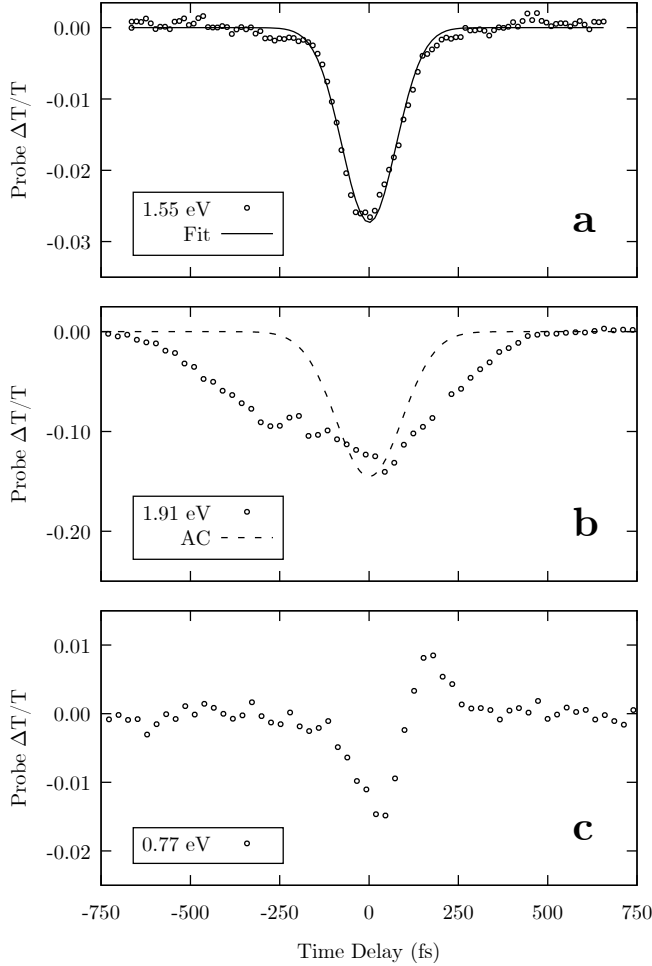 0.00
-0.01
-0.02
-0.03
Probe ΔT/T
1.55 eV
Fit
a
0.00
-0.10
-0.20
Probe ΔT/T
1.91 eV
AC
b
0.01
0.00
-0.01
-0.02
Probe ΔT/T
0.77 eV
c
-750 -500 -250 0 250 500 750
Time Delay (fs)